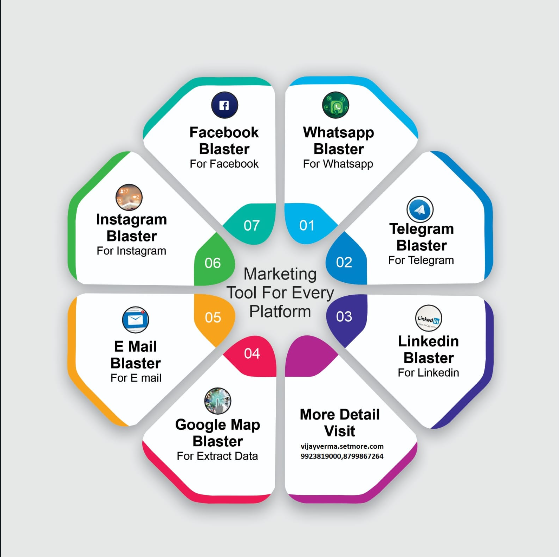 Facebook
Blaster
For Facebook
07
Whatsapp
Blaster
For Whatsapp
01
Telegram
Blaster
For Telegram
02
Linkedin
Blaster
For Linkedin
03
LinkedIn
More Detail
Visit
vijayverma.setmore.com
9923819000,8799867264
Google Map
Blaster
For Extract Data
04
E Mail
Blaster
For E mail
05
Instagram
Blaster
For Instagram
06
Marketing
Tool For Every
Platform